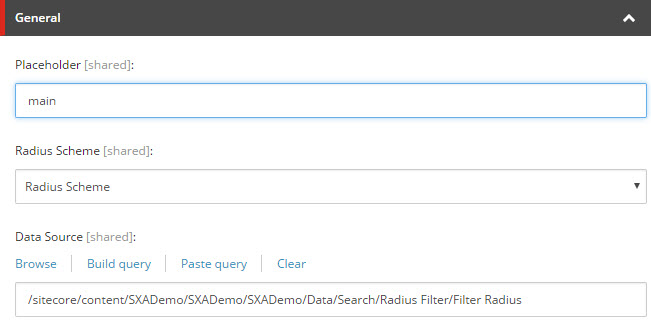 General
Placeholder [shared]:
main
Radius Scheme [shared]:
Radius Scheme
Data Source [shared]:
Browse Build query Paste query Clear
/sitecore/content/SXADemo/SXADemo/SXADemo/Data/Search/Radius Filter/Filter Radius